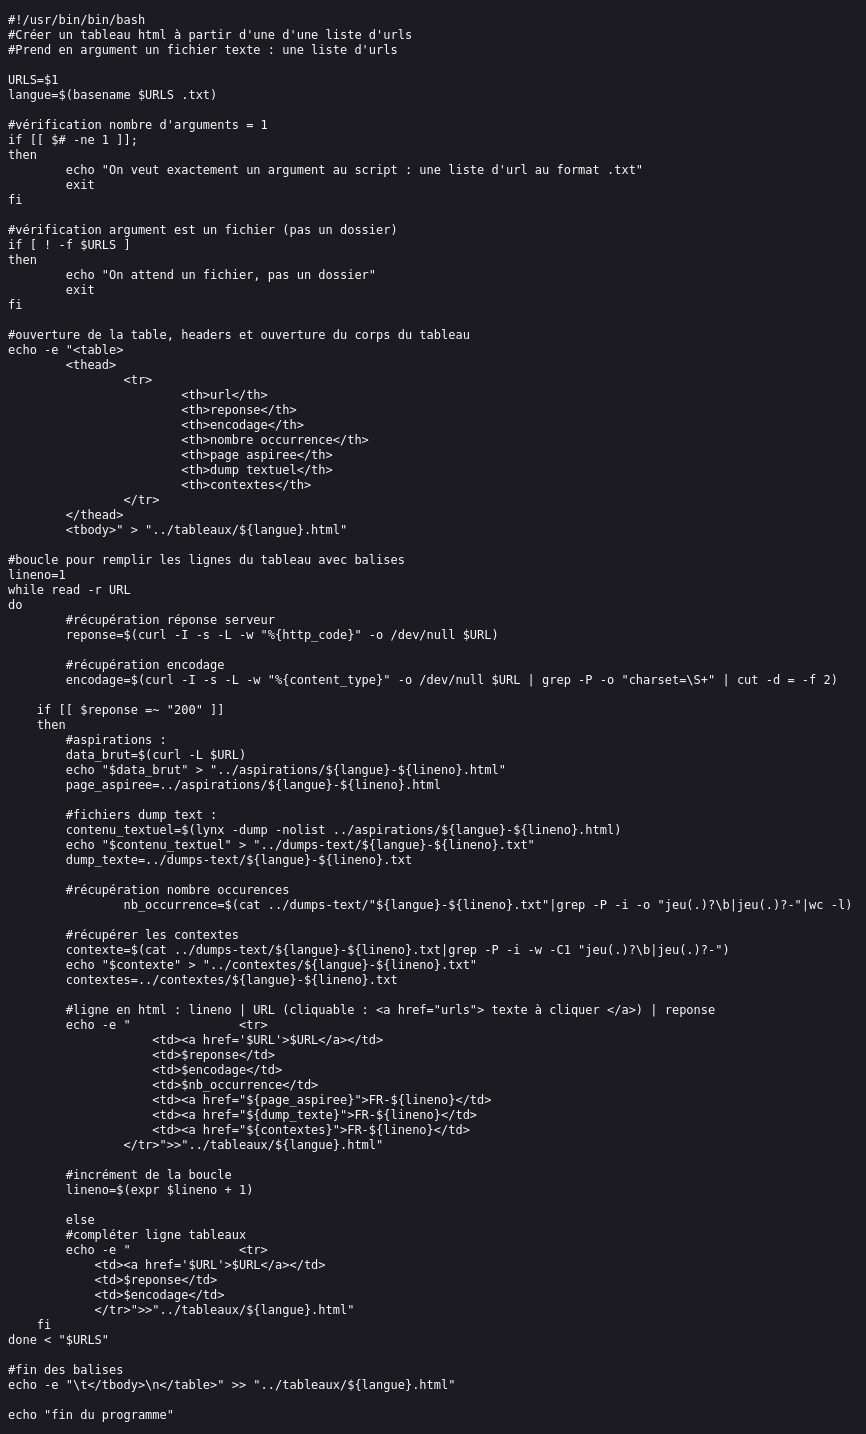 #!/usr/bin/bin/bash
#Créer un tableau html à partir d'une d'une liste d'urls
#Prend en argument un fichier texte : une liste d'urls

URLS=$1
langue=$(basename $URLS .txt)

#vérification nombre d'arguments = 1
if [[ $# -ne 1 ]];
then
        echo "On veut exactement un argument au script : une liste d'url au format .txt"
        exit
fi

#vérification argument est un fichier (pas un dossier)
if [ ! -f $URLS ]
then
        echo "On attend un fichier, pas un dossier"
        exit
fi

#ouverture de la table, headers et ouverture du corps du tableau
echo -e "<table>
        <thead>
                <tr>
                        <th>url</th>
                        <th>reponse</th>
                        <th>encodage</th>
                        <th>nombre occurrence</th>
                        <th>page aspiree</th>
                        <th>dump textuel</th>
                        <th>contextes</th>
                </tr>
        </thead>
        <tbody>" > "../tableaux/${langue}.html"

#boucle pour remplir les lignes du tableau avec balises
lineno=1
while read -r URL
do
        #récupération réponse serveur
        reponse=$(curl -I -s -L -w "%{http_code}" -o /dev/null $URL)

        #récupération encodage
        encodage=$(curl -I -s -L -w "%{content_type}" -o /dev/null $URL | grep -P -o "charset=\S+" | cut -d = -f 2)

    if [[ $reponse =~ "200" ]]
    then
        #aspirations :
        data_brut=$(curl -L $URL)
        echo "$data_brut" > "../aspirations/${langue}-${lineno}.html"
        page_aspiree=../aspirations/${langue}-${lineno}.html

        #fichiers dump text :
        contenu_textuel=$(lynx -dump -nolist ../aspirations/${langue}-${lineno}.html)
        echo "$contenu_textuel" > "../dumps-text/${langue}-${lineno}.txt"
        dump_texte=../dumps-text/${langue}-${lineno}.txt

        #récupération nombre occurences
                nb_occurrence=$(cat ../dumps-text/"${langue}-${lineno}.txt"|grep -P -i -o "jeu(.)?\b|jeu(.)?-"|wc -l)

        #récupérer les contextes
        contexte=$(cat ../dumps-text/${langue}-${lineno}.txt|grep -P -i -w -C1 "jeu(.)?\b|jeu(.)?-")
        echo "$contexte" > "../contextes/${langue}-${lineno}.txt"
        contextes=../contextes/${langue}-${lineno}.txt

        #ligne en html : lineno | URL (cliquable : <a href="urls"> texte à cliquer </a>) | reponse
        echo -e "               <tr>
                    <td><a href='$URL'>$URL</a></td>
                    <td>$reponse</td>
                    <td>$encodage</td>
                    <td>$nb_occurrence</td>
                    <td><a href="${page_aspiree}">FR-${lineno}</td>
                    <td><a href="${dump_texte}">FR-${lineno}</td>
                    <td><a href="${contextes}">FR-${lineno}</td>
                </tr>">>"../tableaux/${langue}.html"

        #incrément de la boucle
        lineno=$(expr $lineno + 1)

        else
        #compléter ligne tableaux
        echo -e "               <tr>
            <td><a href='$URL'>$URL</a></td>
            <td>$reponse</td>
            <td>$encodage</td>
            </tr>">>"../tableaux/${langue}.html"
    fi
done < "$URLS"

#fin des balises
echo -e "\t</tbody>\n</table>" >> "../tableaux/${langue}.html"

echo "fin du programme"